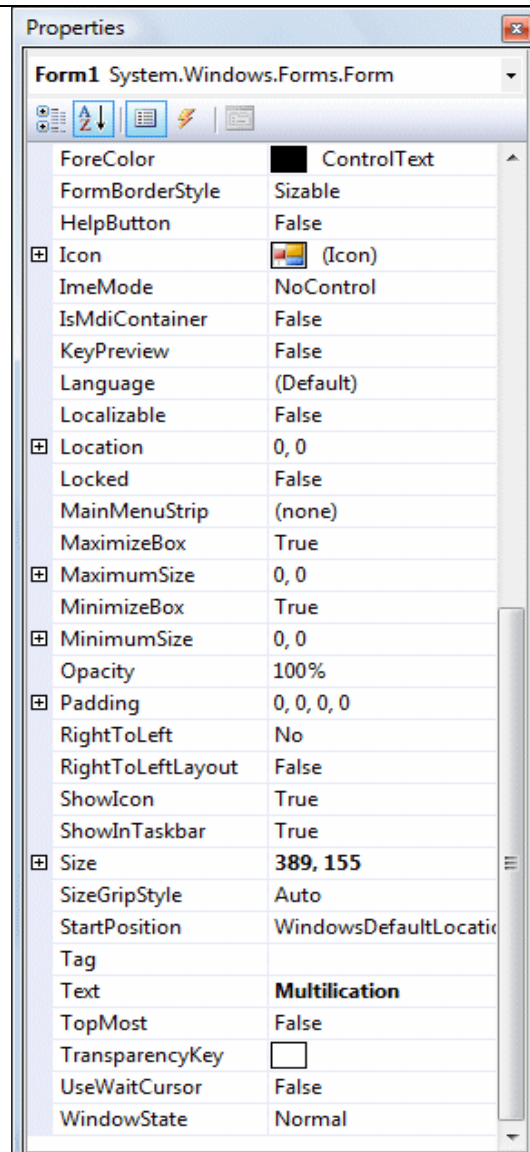 Properties
Form1 System.Windows.Forms.Form
ForeColor ControlText
FormBorderStyle Sizable
HelpButton False
Icon (Icon)
ImeMode NoControl
IsMdiContainer False
KeyPreview False
Language (Default)
Localizable False
Location 0, 0
Locked False
MainMenuStrip (none)
MaximizeBox True
MaximumSize 0, 0
MinimizeBox True
MinimumSize 0, 0
Opacity 100%
Padding 0, 0, 0, 0
RightToLeft No
RightToLeftLayout False
ShowIcon True
ShowInTaskbar True
Size 389, 155
SizeGripStyle Auto
StartPosition WindowsDefaultLocatio
Tag
Text Multilication
TopMost False
TransparencyKey
UseWaitCursor False
WindowState Normal